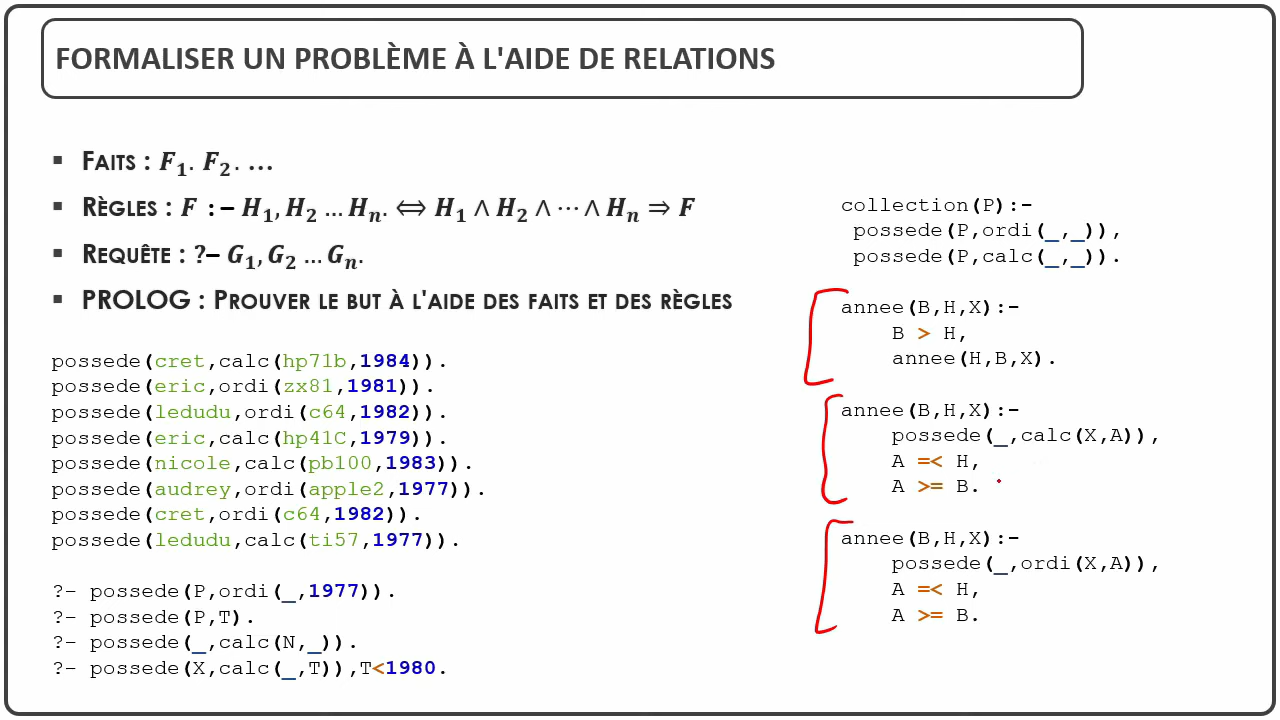 FORMALISER UN PROBLÈME À L'AIDE DE RELATIONS
▪ FAITS : F₁. F₂. ...
▪ RÈGLES : F :− H₁, H₂ ... Hₙ. ⟺ H₁ ∧ H₂ ∧ ⋯ ∧ Hₙ ⇒ F
▪ REQUÊTE : ?− G₁, G₂ ... Gₙ.
▪ PROLOG : PROUVER LE BUT À L'AIDE DES FAITS ET DES RÈGLES
possede(cret,calc(hp71b,1984)).
possede(eric,ordi(zx81,1981)).
possede(ledudu,ordi(c64,1982)).
possede(eric,calc(hp41C,1979)).
possede(nicole,calc(pb100,1983)).
possede(audrey,ordi(apple2,1977)).
possede(cret,ordi(c64,1982)).
possede(ledudu,calc(ti57,1977)).
?- possede(P,ordi(_,1977)).
?- possede(P,T).
?- possede(_,calc(N,_)).
?- possede(X,calc(_,T)),T<1980.
collection(P):-
possede(P,ordi(_,_)),
possede(P,calc(_,_)).
annee(B,H,X):-
B > H,
annee(H,B,X).
annee(B,H,X):-
possede(_,calc(X,A)),
A =< H,
A >= B.
annee(B,H,X):-
possede(_,ordi(X,A)),
A =< H,
A >= B.